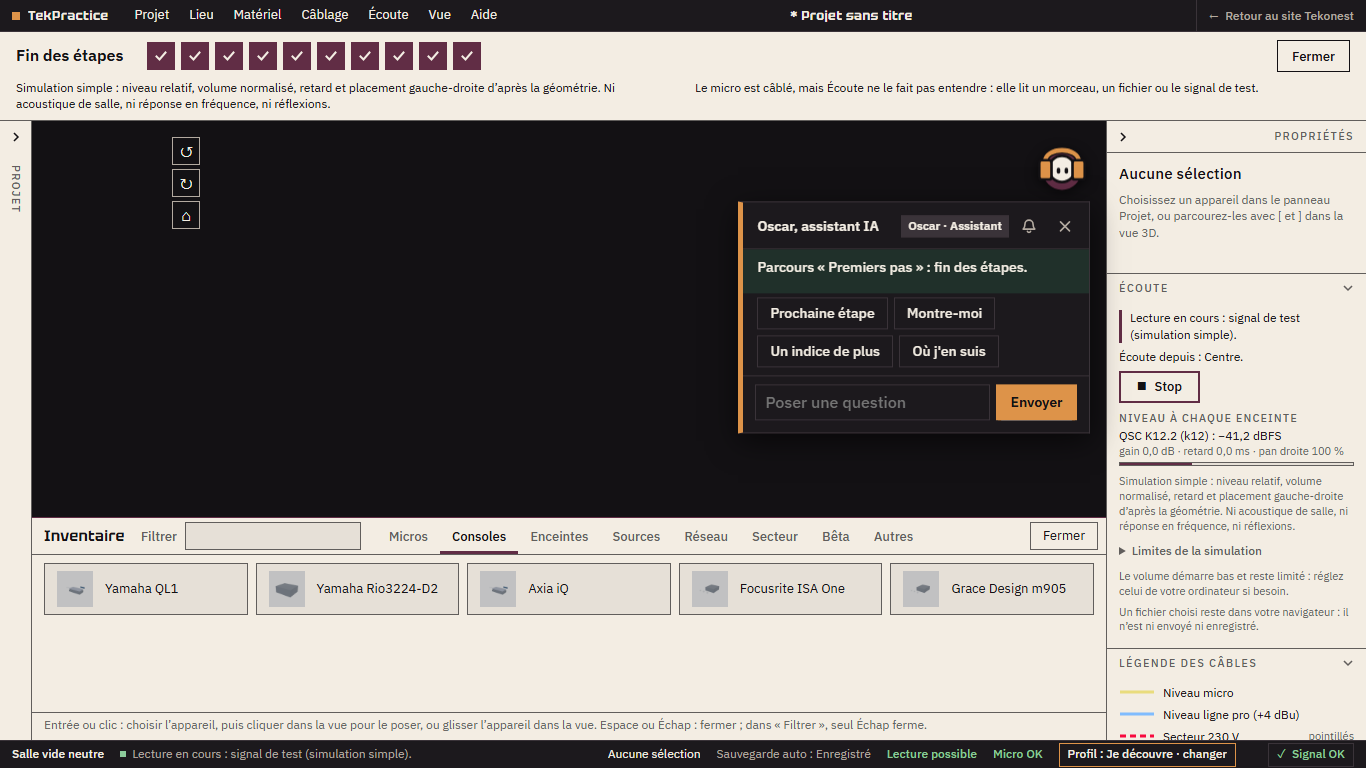 TekPractice
Projet Lieu Matériel Câblage Écoute Vue Aide
* Projet sans titre
← Retour au site Tekonest
Fin des étapes
Fermer
Simulation simple : niveau relatif, volume normalisé, retard et placement gauche-droite d’après la géométrie. Ni
acoustique de salle, ni réponse en fréquence, ni réflexions.
Le micro est câblé, mais Écoute ne le fait pas entendre : elle lit un morceau, un fichier ou le signal de test.
PROJET
Oscar, assistant IA
Oscar · Assistant
Parcours « Premiers pas » : fin des étapes.
Prochaine étape
Montre-moi
Un indice de plus
Où j'en suis
Poser une question
Envoyer
PROPRIÉTÉS
Aucune sélection
Choisissez un appareil dans le panneau
Projet, ou parcourez-les avec [ et ] dans la
vue 3D.
ÉCOUTE
Lecture en cours : signal de test
(simulation simple).
Écoute depuis : Centre.
Stop
NIVEAU À CHAQUE ENCEINTE
QSC K12.2 (k12) : −41,2 dBFS
gain 0,0 dB · retard 0,0 ms · pan droite 100 %
Simulation simple : niveau relatif, volume
normalisé, retard et placement gauche-droite
d’après la géométrie. Ni acoustique de salle, ni
réponse en fréquence, ni réflexions.
Limites de la simulation
Le volume démarre bas et reste limité : réglez
celui de votre ordinateur si besoin.
Un fichier choisi reste dans votre navigateur : il
n’est ni envoyé ni enregistré.
LÉGENDE DES CÂBLES
Niveau micro
Niveau ligne pro (+4 dBu)
Secteur 230 V
pointillés
Inventaire
Filtrer
Micros Consoles Enceintes Sources Réseau Secteur Bêta Autres
Fermer
Yamaha QL1
Yamaha Rio3224-D2
Axia iQ
Focusrite ISA One
Grace Design m905
Entrée ou clic : choisir l’appareil, puis cliquer dans la vue pour le poser, ou glisser l’appareil dans la vue. Espace ou Échap : fermer ; dans « Filtrer », seul Échap ferme.
Salle vide neutre
Lecture en cours : signal de test (simulation simple).
Aucune sélection
Sauvegarde auto : Enregistré
Lecture possible
Micro OK
Profil : Je découvre · changer
✓ Signal OK